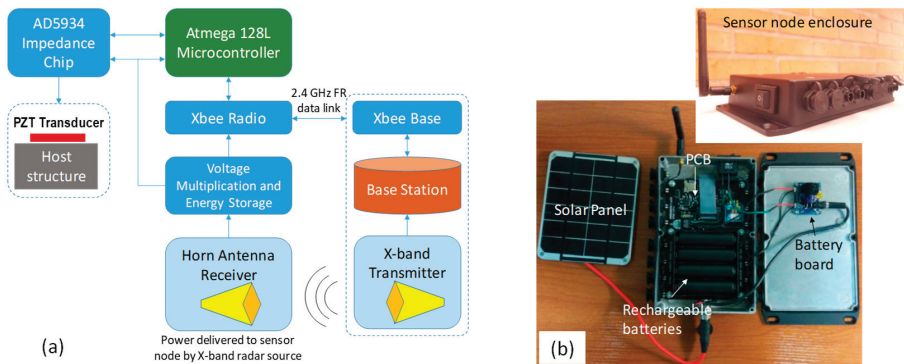 AD5934
Impedance
Chip
Atmega 128L
Microcontroller
2.4 GHz FR
data link
PZT Transducer
Host
structure
Xbee Radio
Xbee Base
Voltage
Multiplication and
Energy Storage
Base Station
Horn Antenna
Receiver
X-band
Transmitter
Power delivered to sensor
node by X-band radar source
(a)
Sensor node enclosure
PCB
Solar Panel
Battery
board
Rechargeable
batteries
(b)